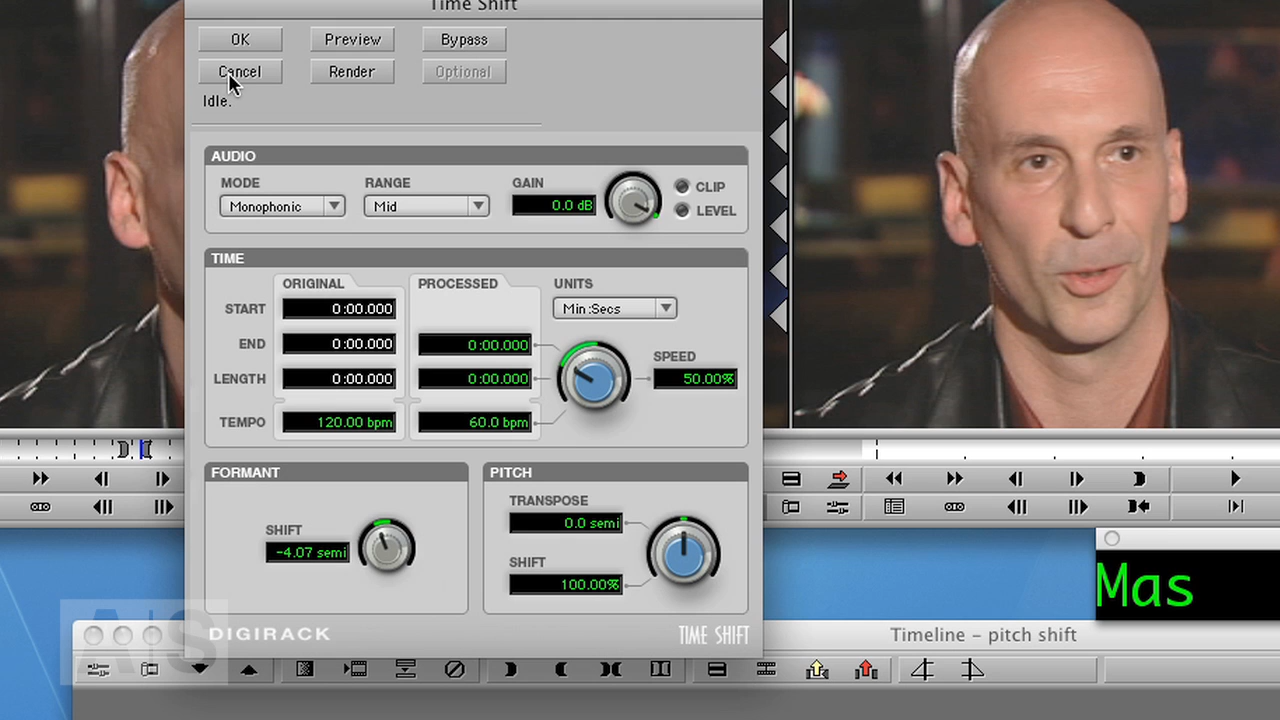 Time Shift
OK Preview Bypass
Cancel Render Optional
Idle.
AUDIO
MODE RANGE GAIN
Monophonic Mid 0.0 dB
CLIP
LEVEL
TIME
ORIGINAL PROCESSED UNITS
START 0:00.000 Min:Secs
END 0:00.000 0:00.000
SPEED
LENGTH 0:00.000 0:00.000 50.00%
TEMPO 120.00 bpm 60.0 bpm
FORMANT
SHIFT
-4.07 semi
PITCH
TRANSPOSE
0.0 semi
SHIFT
100.00%
DIGIRACK TIME SHIFT
Mas
Timeline – pitch shift
A|S